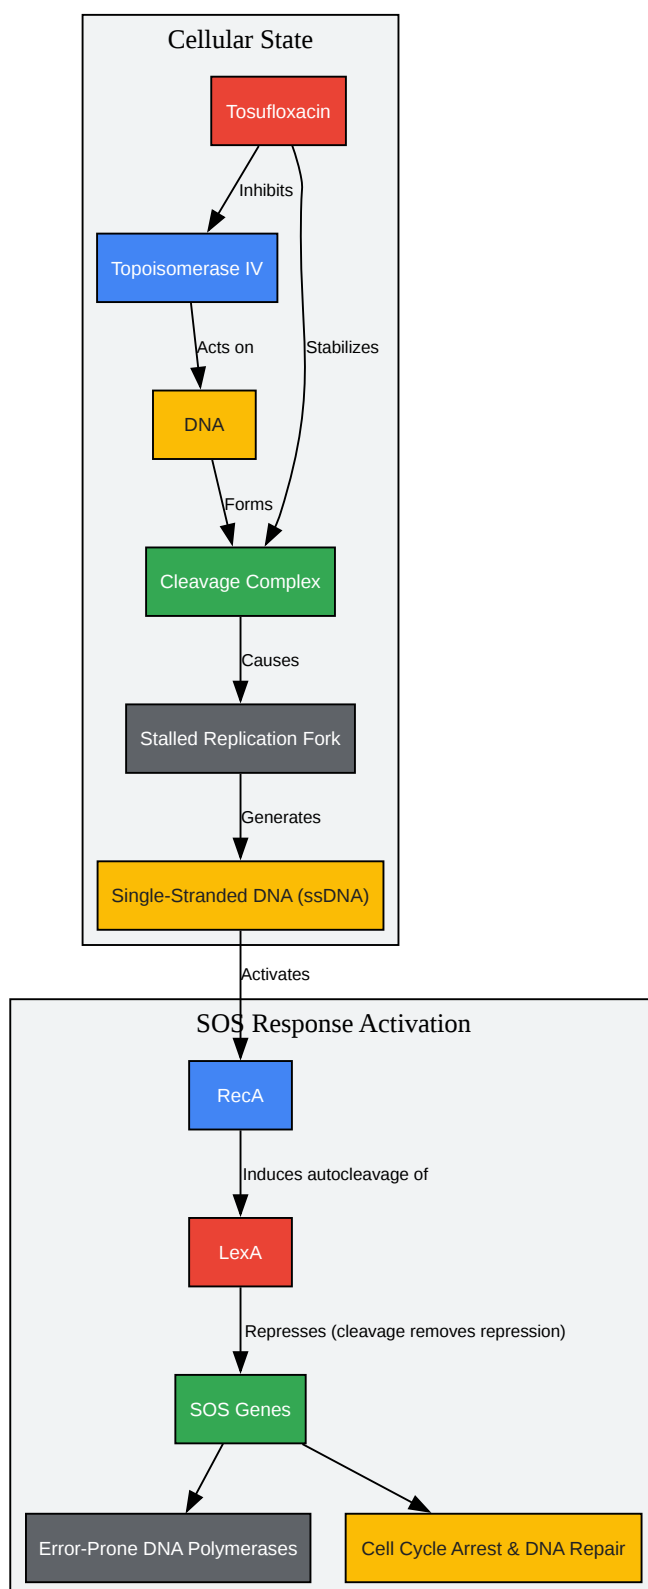 Cellular State
Tosufloxacin
Inhibits
Topoisomerase IV
Acts on
Stabilizes
DNA
Forms
Cleavage Complex
Causes
Stalled Replication Fork
Generates
Single-Stranded DNA (ssDNA)
Activates
SOS Response Activation
RecA
Induces autocleavage of
LexA
Represses (cleavage removes repression)
SOS Genes
Error-Prone DNA Polymerases
Cell Cycle Arrest & DNA Repair